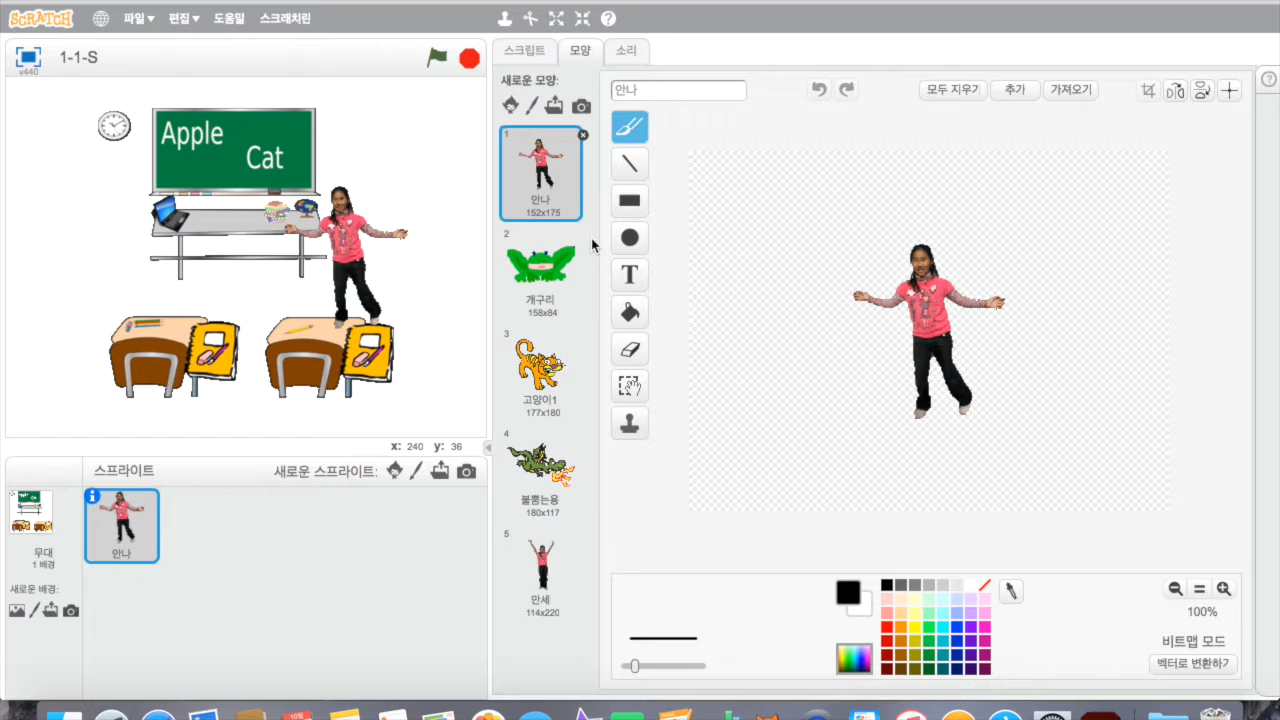 SCRATCH 파일 편집 도움말 스크래치린
v440 1-1-S
스크립트 모양 소리
새로운 모양:
안나
모두 지우기 추가 가져오기
Apple
Cat
1
안나
152x175
2
개구리
158x84
3
고양이1
177x180
4
불뿜는용
180x117
5
만세
114x220
T
x: 240 y: 36
스프라이트 새로운 스프라이트:
안나
무대
1 배경
새로운 배경:
100%
비트맵 모드
벡터로 변환하기